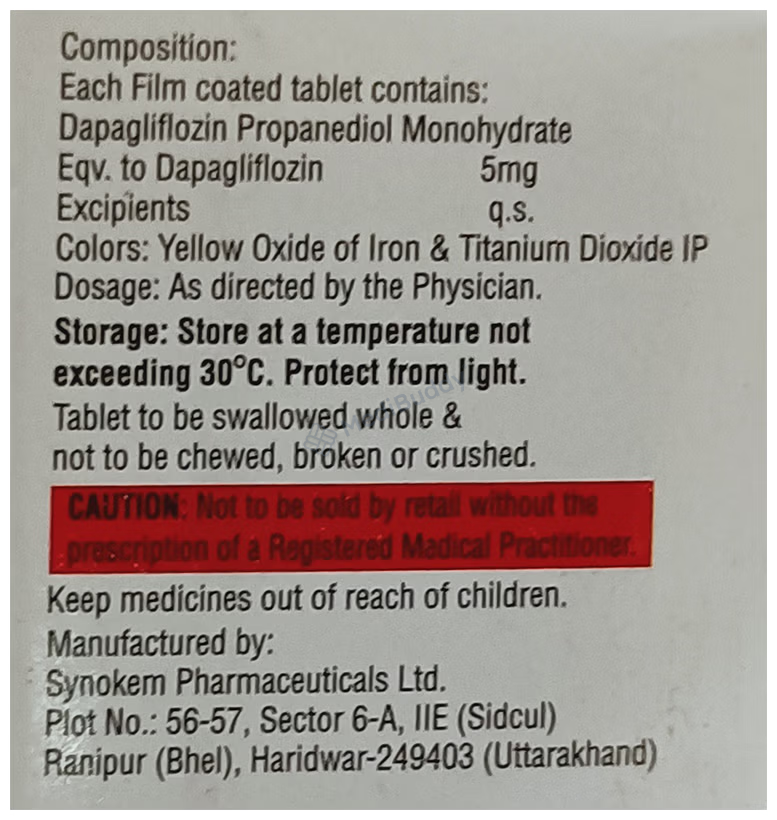 Composition:
Each Film coated tablet contains:
Dapagliflozin Propanediol Monohydrate
Eqv. to Dapagliflozin 5mg
Excipients q.s.
Colors: Yellow Oxide of Iron & Titanium Dioxide IP
Dosage: As directed by the Physician.
Storage: Store at a temperature not
exceeding 30°C. Protect from light.
Tablet to be swallowed whole &
not to be chewed, broken or crushed.
CAUTION: Not to be sold by retail without the
prescription of a Registered Medical Practitioner.
Keep medicines out of reach of children.
Manufactured by:
Synokem Pharmaceuticals Ltd.
Plot No.: 56-57, Sector 6-A, IIE (Sidcul)
Ranipur (Bhel), Haridwar-249403 (Uttarakhand)
MediBuddy